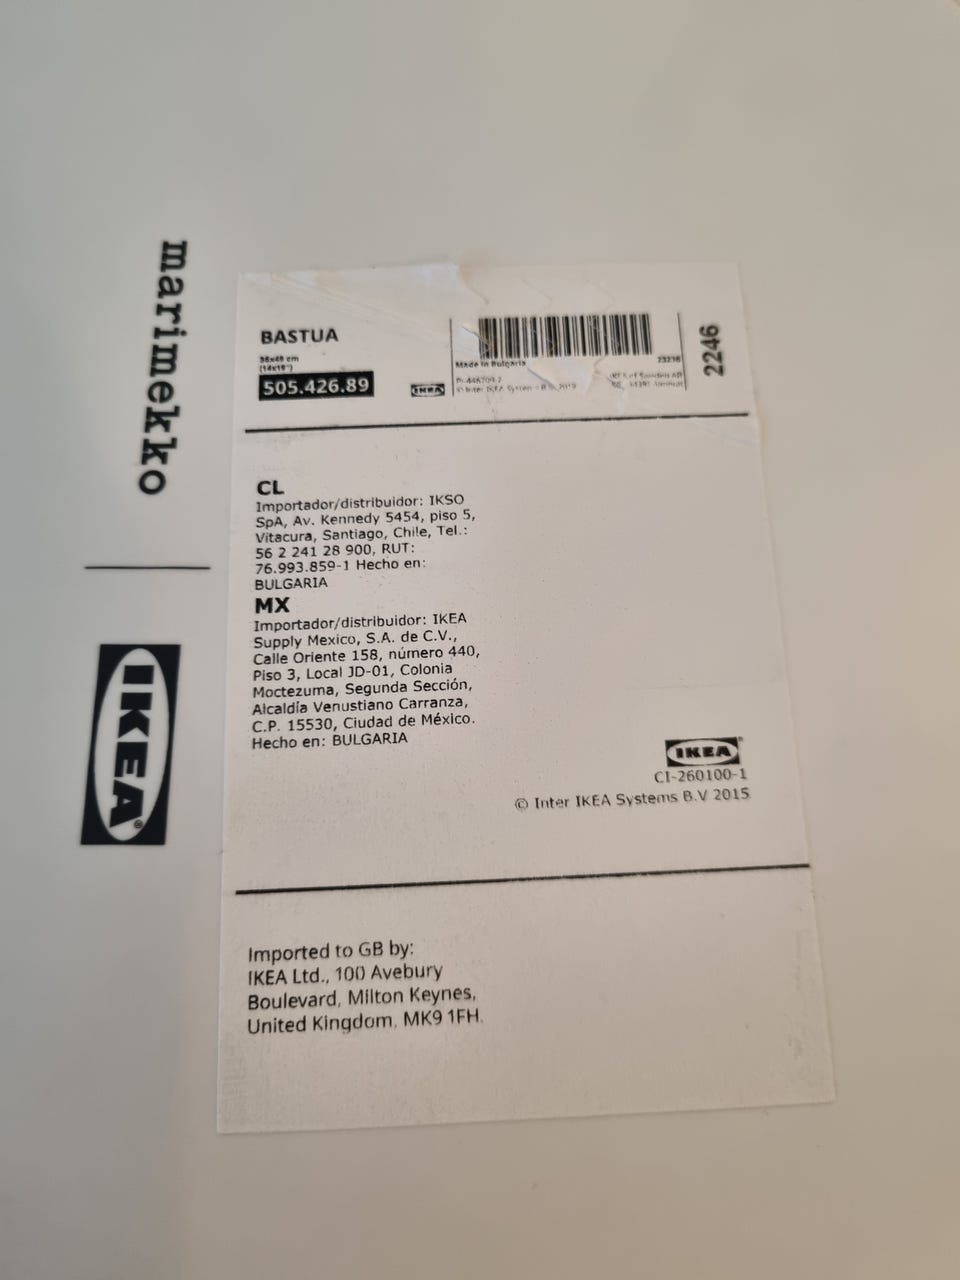 marimekko
IKEA
BASTUA
(14x19")
505.426.89
IKEA
Made in Bulgaria
23236
2246
CL
Importador/distribuidor: IKSO
SpA, Av. Kennedy 5454, piso 5,
Vitacura, Santiago, Chile, Tel.:
56 2 241 28 900, RUT:
76.993.859-1 Hecho en:
BULGARIA
MX
Importador/distribuidor: IKEA
Supply Mexico, S.A. de C.V.,
Calle Oriente 158, número 440,
Piso 3, Local JD-01, Colonia
Moctezuma, Segunda Sección,
Alcaldía Venustiano Carranza,
C.P. 15530, Ciudad de México.
Hecho en: BULGARIA
IKEA
CI-260100-1
© Inter IKEA Systems B.V 2015
Imported to GB by:
IKEA Ltd., 100 Avebury
Boulevard, Milton Keynes,
United Kingdom, MK9 1FH.